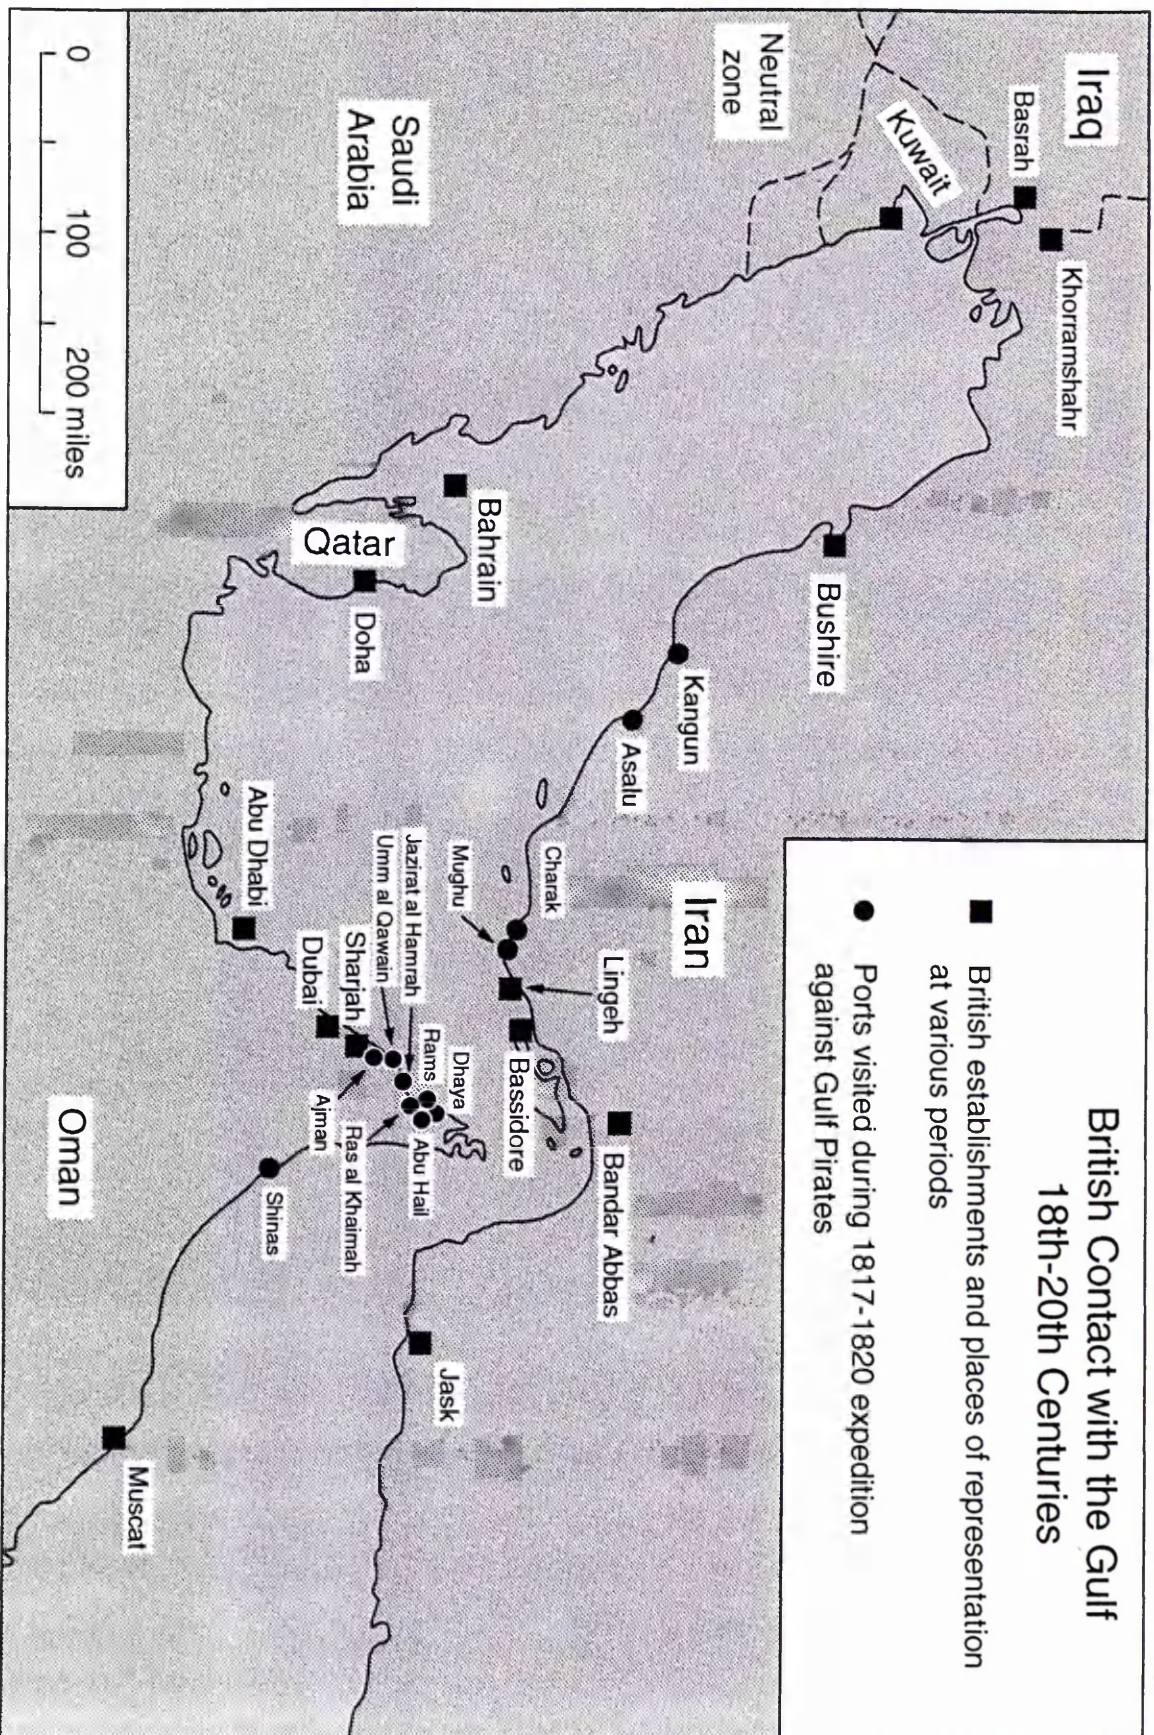 British Contact with the Gulf
18th-20th Centuries
British establishments and places of representation
at various periods
Ports visited during 1817-1820 expedition
against Gulf Pirates
Iraq
Basrah
Khorramshahr
Kuwait
Neutral
zone
Bushire
Kangun
Asalu
Iran
Charak
Mughu
Lingeh
Bassidore
Bandar Abbas
Jask
Saudi
Arabia
Bahrain
Qatar
Doha
Abu Dhabi
Dubai
Sharjah
Umm al Qawain
Jazirat al Hamrah
Rams
Dhaya
Abu Hail
Ras al Khaimah
Ajman
Shinas
Oman
Muscat
0
100
200 miles